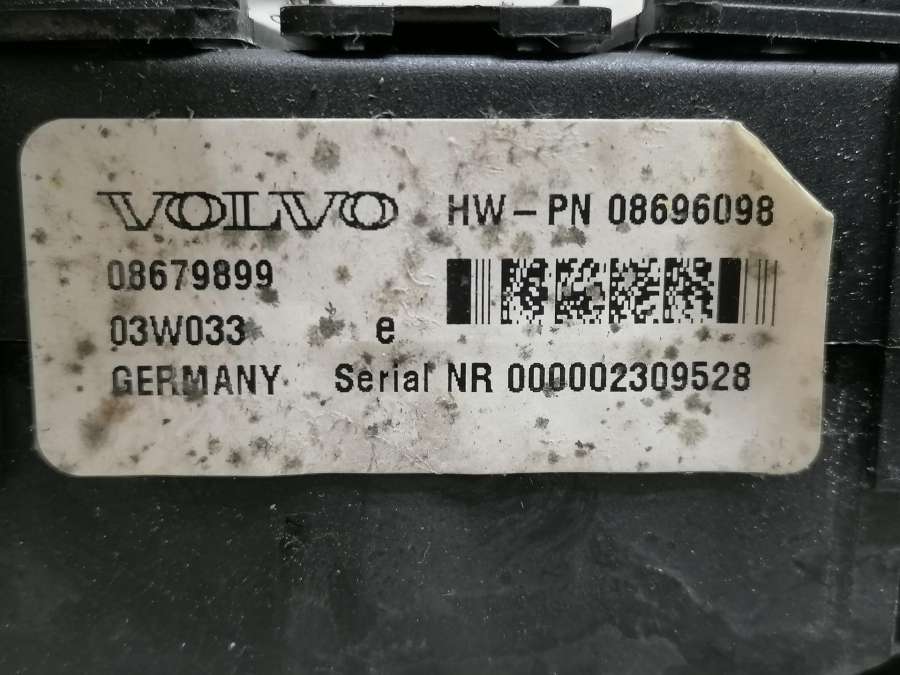 VOLVO HW-PN 08696098
08679899
03W033 e
GERMANY Serial NR 000002309528